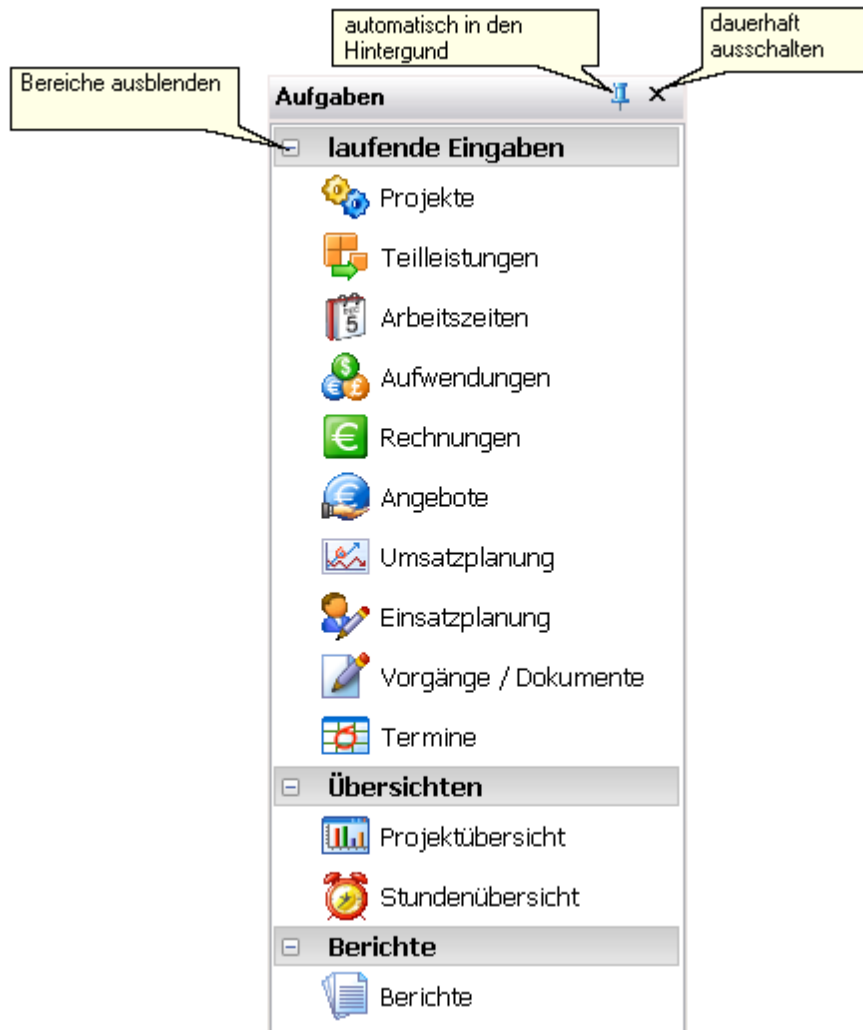 automatisch in den
Hintergund
dauerhaft
ausschalten
Bereiche ausblenden
Aufgaben
laufende Eingaben
Projekte
Teilleistungen
5
Arbeitszeiten
$
€ £
Aufwendungen
€
Rechnungen
€
Angebote
Umsatzplanung
Einsatzplanung
Vorgänge / Dokumente
Termine
Übersichten
Projektübersicht
Stundenübersicht
Berichte
Berichte